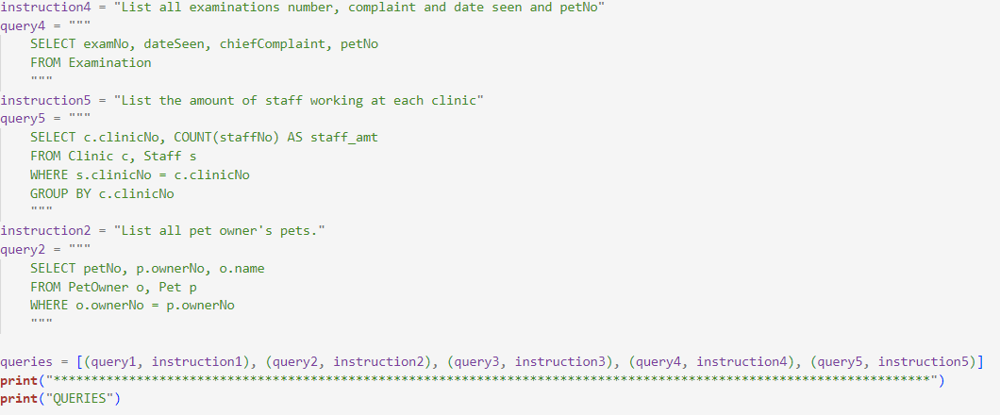 instruction4 = "List all examinations number, complaint and date seen and petNo"
query4 = """
    SELECT examNo, dateSeen, chiefComplaint, petNo
    FROM Examination
    """
instruction5 = "List the amount of staff working at each clinic"
query5 = """
    SELECT c.clinicNo, COUNT(staffNo) AS staff_amt
    FROM Clinic c, Staff s
    WHERE s.clinicNo = c.clinicNo
    GROUP BY c.clinicNo
    """
instruction2 = "List all pet owner's pets."
query2 = """
    SELECT petNo, p.ownerNo, o.name
    FROM PetOwner o, Pet p
    WHERE o.ownerNo = p.ownerNo
    """
queries = [(query1, instruction1), (query2, instruction2), (query3, instruction3), (query4, instruction4), (query5, instruction5)]
print("********************************************************************************************************************")
print("QUERIES")